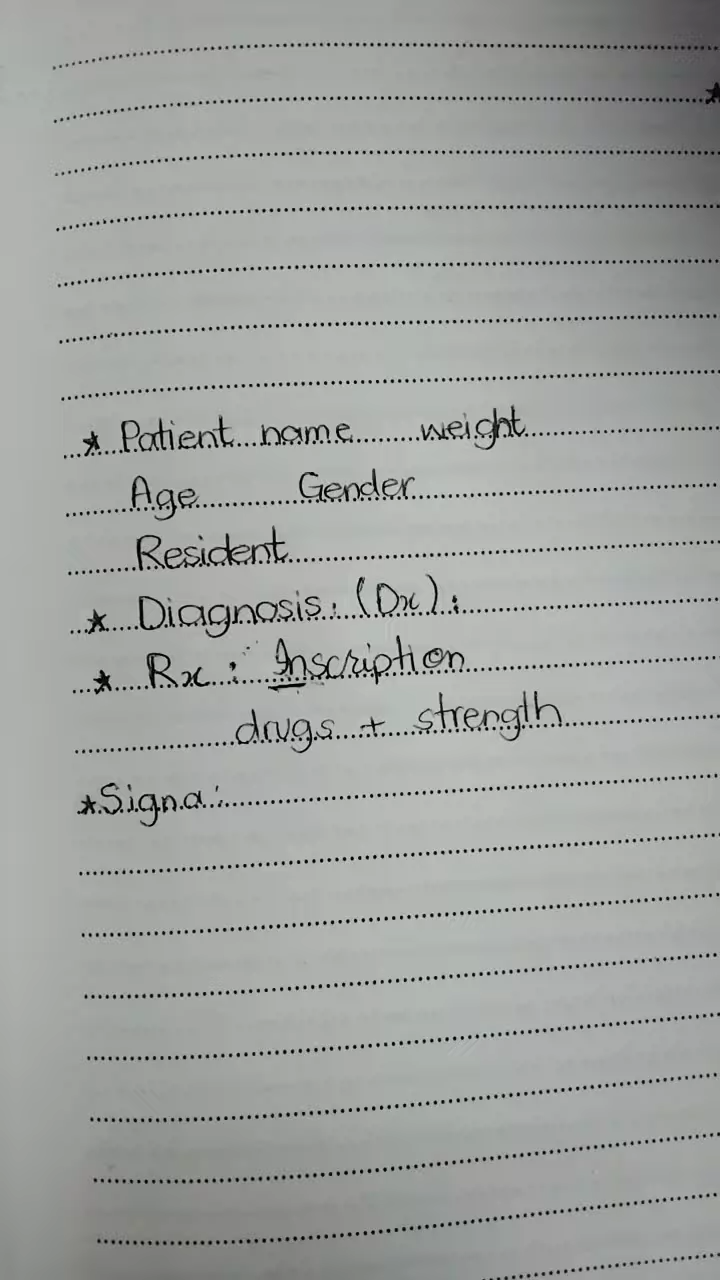 * Patient name weight
Age Gender
Resident
* Diagnosis: (Dx):
* Rx: Inscription
drugs + strength
* Signa: